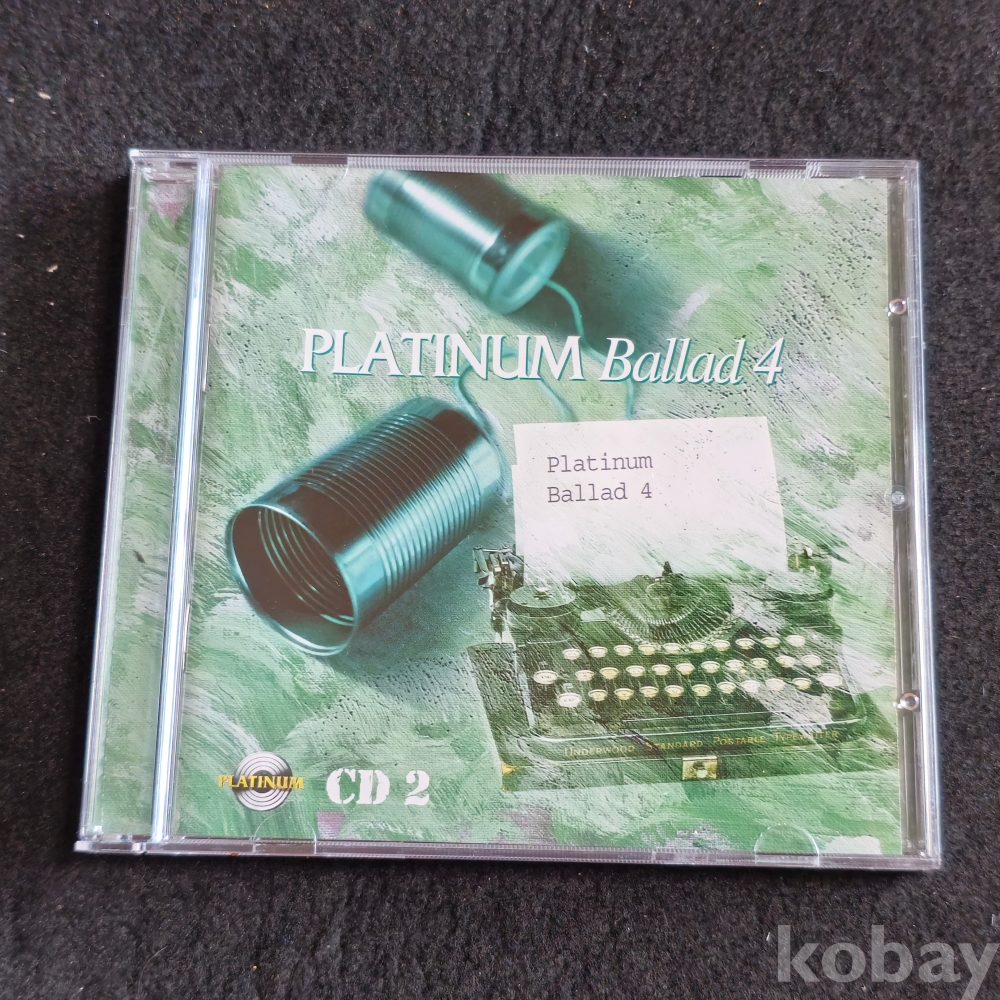 PLATINUM Ballad 4
Platinum
Ballad 4
UNDERWOOD STANDARD PORTABLE TYPEWRITER
PLATINUM
CD 2
kobay